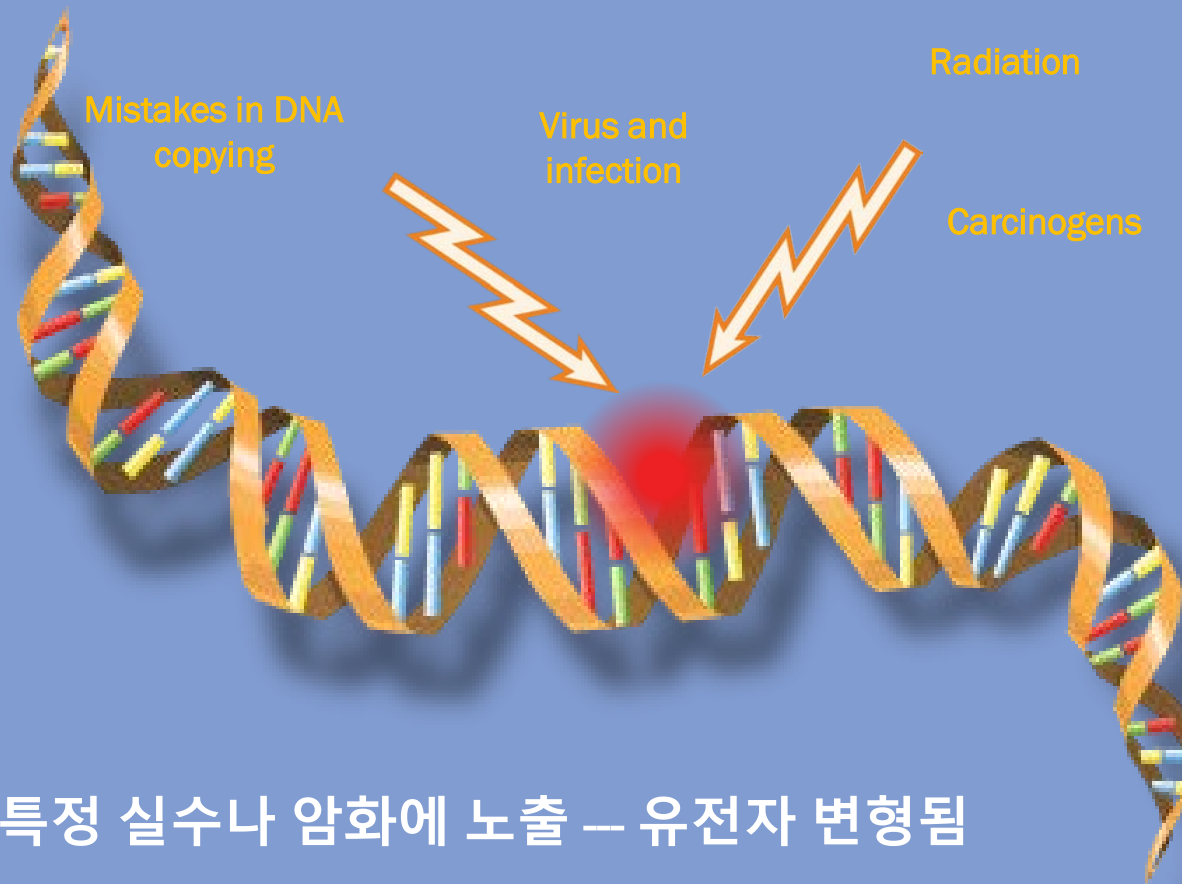 Mistakes in DNA
copying
Virus and
infection
Radiation
Carcinogens
특정 실수나 암화에 노출 --- 유전자 변형됨